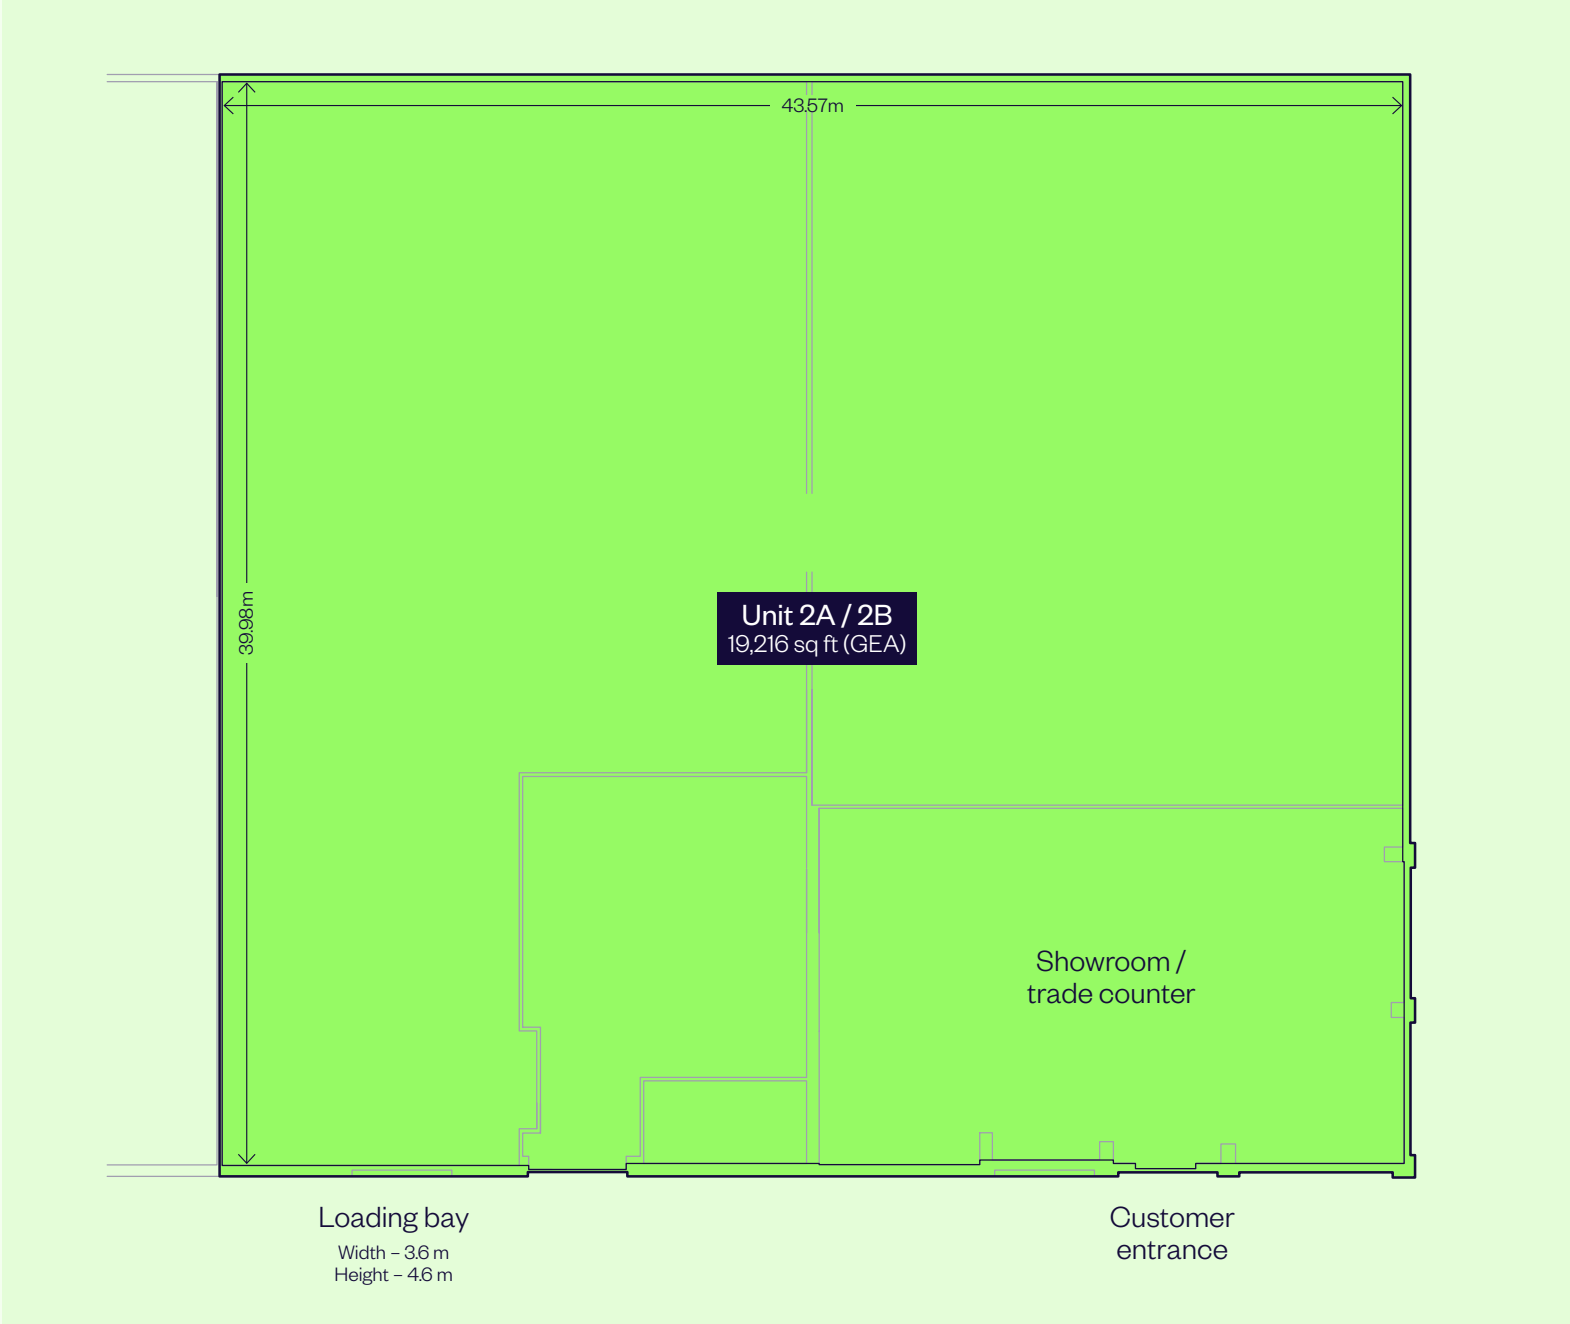 43.57m
39.98m
Unit 2A / 2B
19,216 sq ft (GEA)
Showroom /
trade counter
Loading bay
Width – 3.6 m
Height – 4.6 m
Customer
entrance